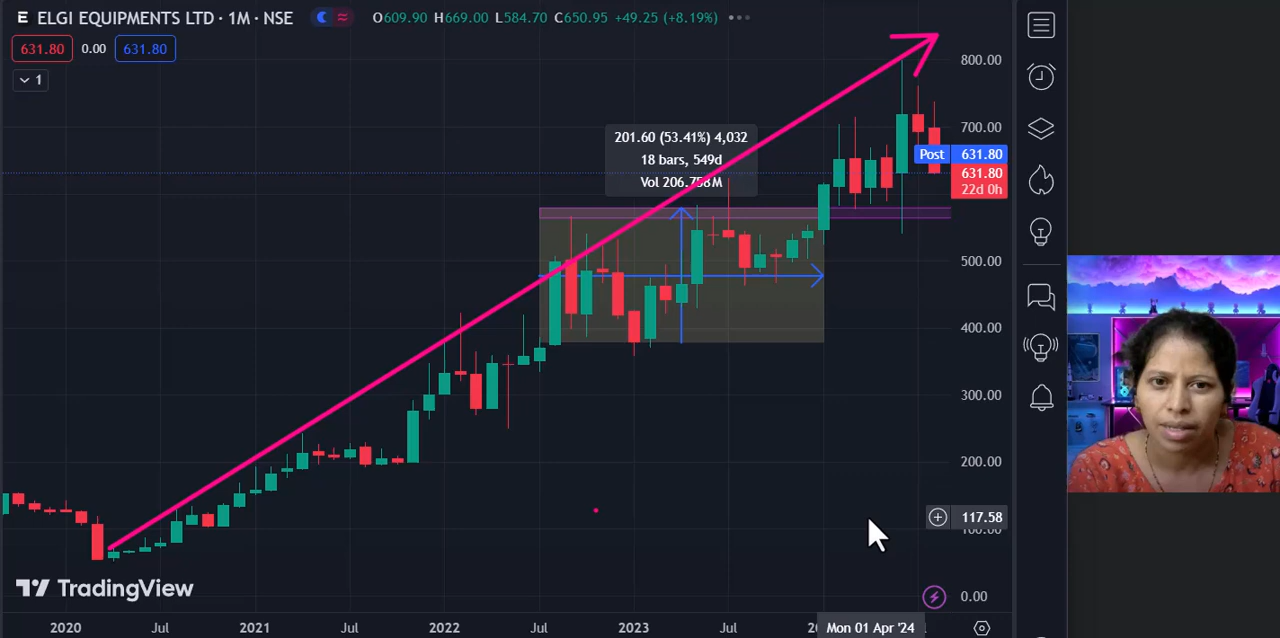 E ELGI EQUIPMENTS LTD · 1M · NSE O609.90 H669.00 L584.70 C650.95 +49.25 (+8.19%)
631.80 0.00 631.80
1
800.00
201.60 (53.41%) 4,032
18 bars, 549d
Vol 206.758M
700.00
Post 631.80
631.80
22d 0h
500.00
400.00
300.00
200.00
117.58
0.00
TradingView
2020 Jul 2021 Jul 2022 Jul 2023 Jul Mon 01 Apr '24